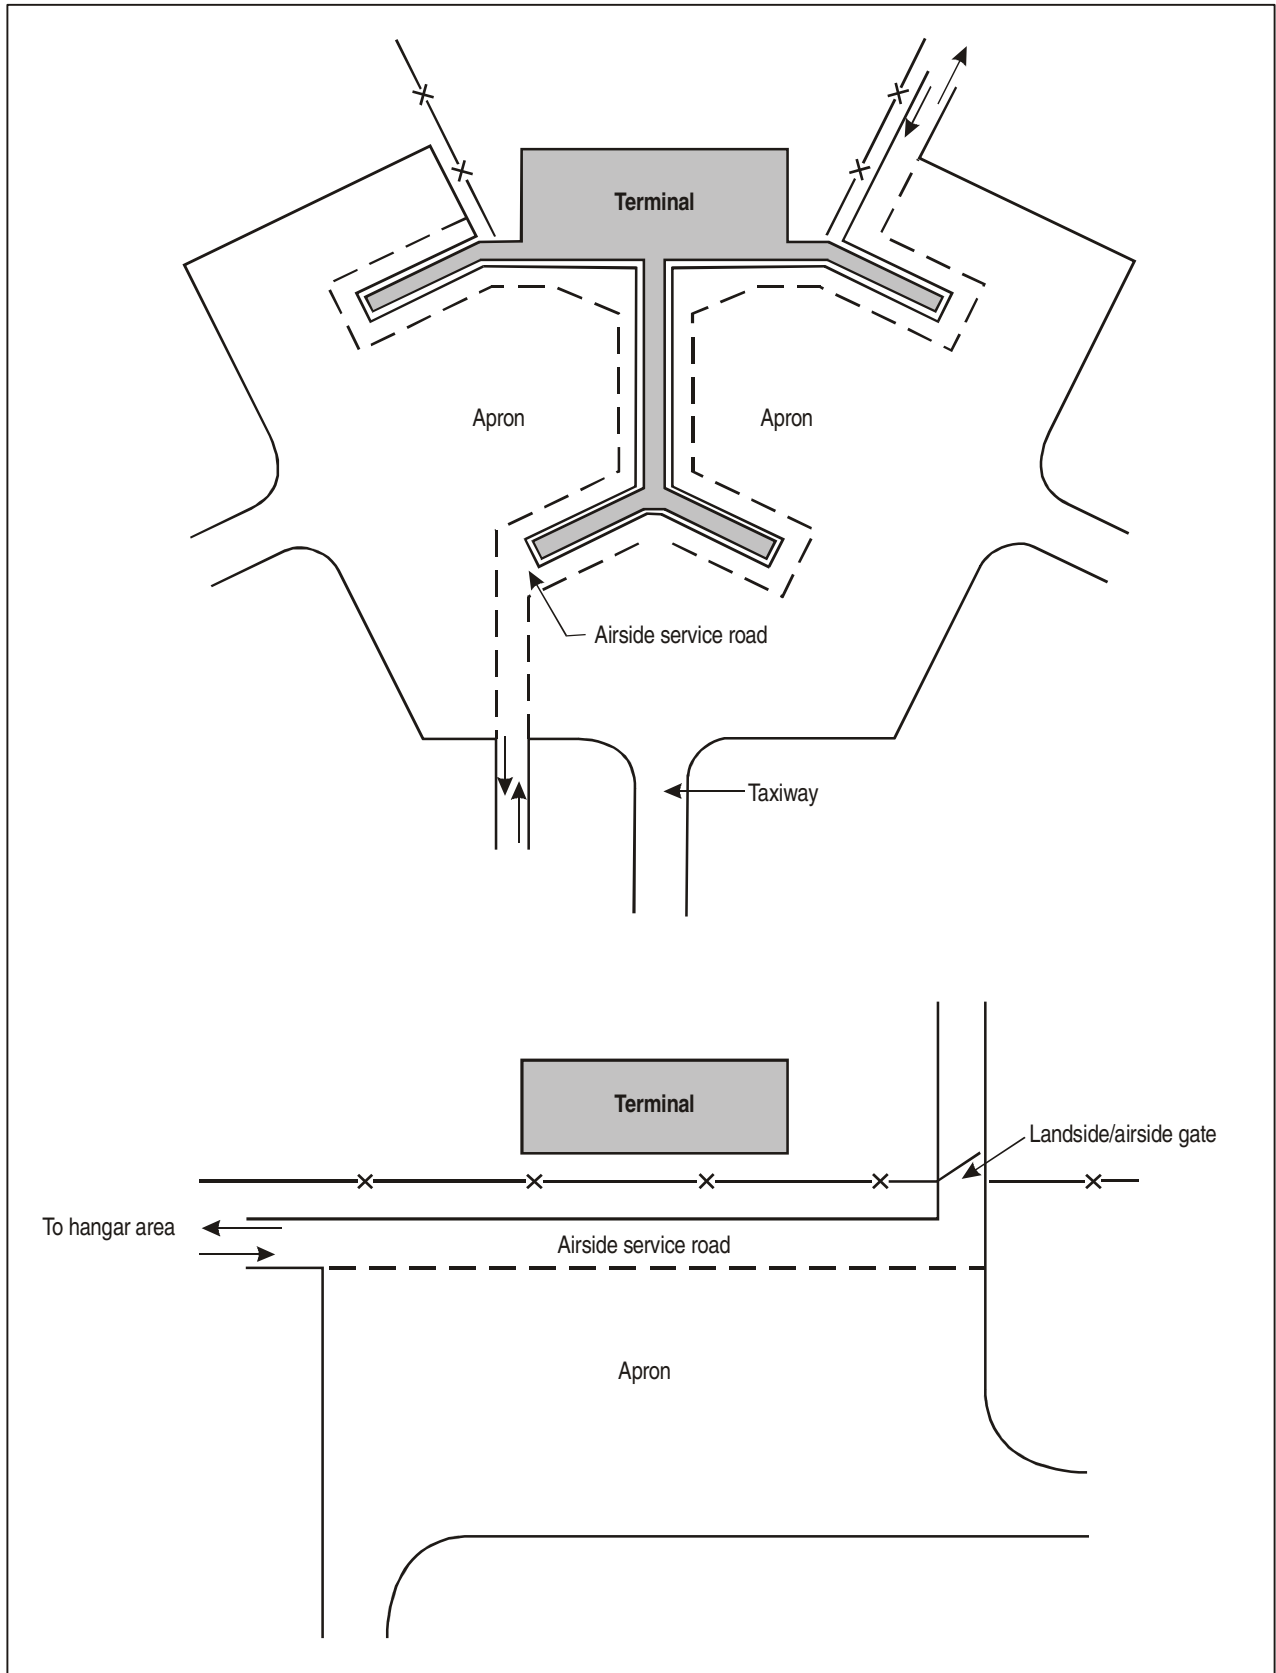 Terminal
Apron
Apron
Airside service road
Taxiway
Terminal
Landside/airside gate
To hangar area
Airside service road
Apron